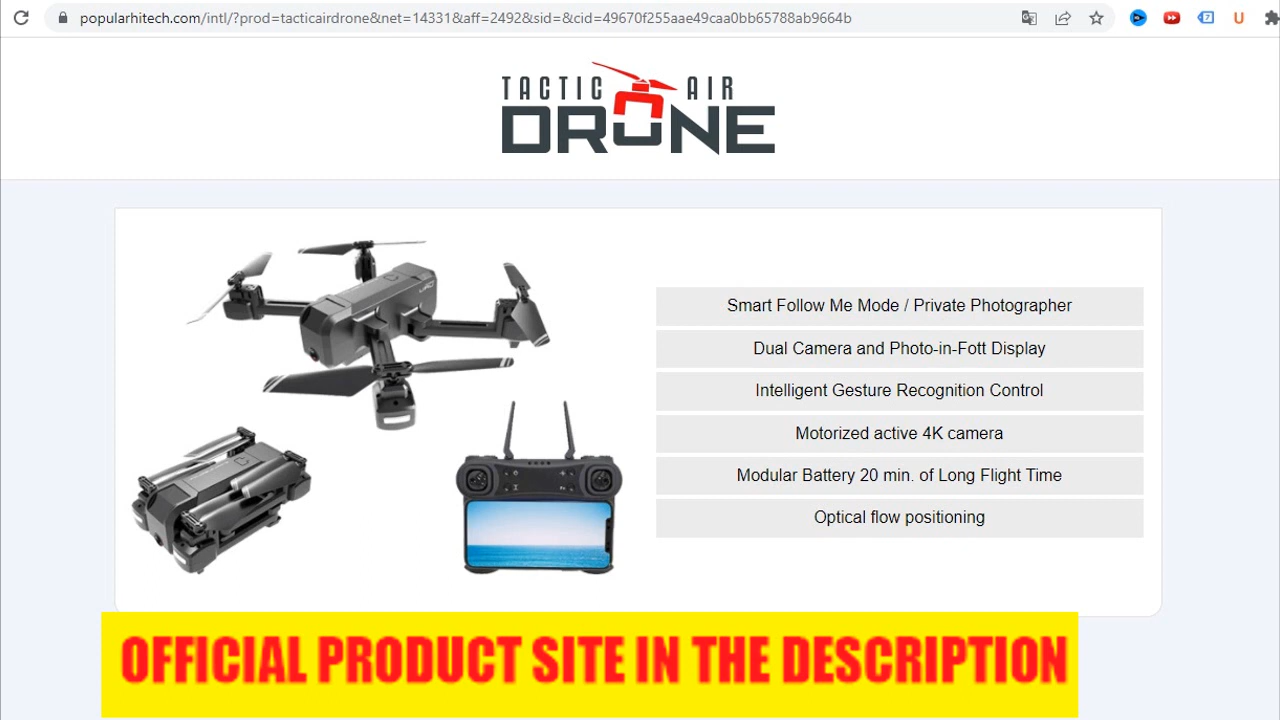 popularhitech.com/intl/?prod=tacticairdrone&net=14331&aff=2492&sid=&cid=49670f255aae49caa0bb65788ab9664b
TACTIC AIR
DRONE
Smart Follow Me Mode / Private Photographer
Dual Camera and Photo-in-Fott Display
Intelligent Gesture Recognition Control
Motorized active 4K camera
Modular Battery 20 min. of Long Flight Time
Optical flow positioning
OFFICIAL PRODUCT SITE IN THE DESCRIPTION